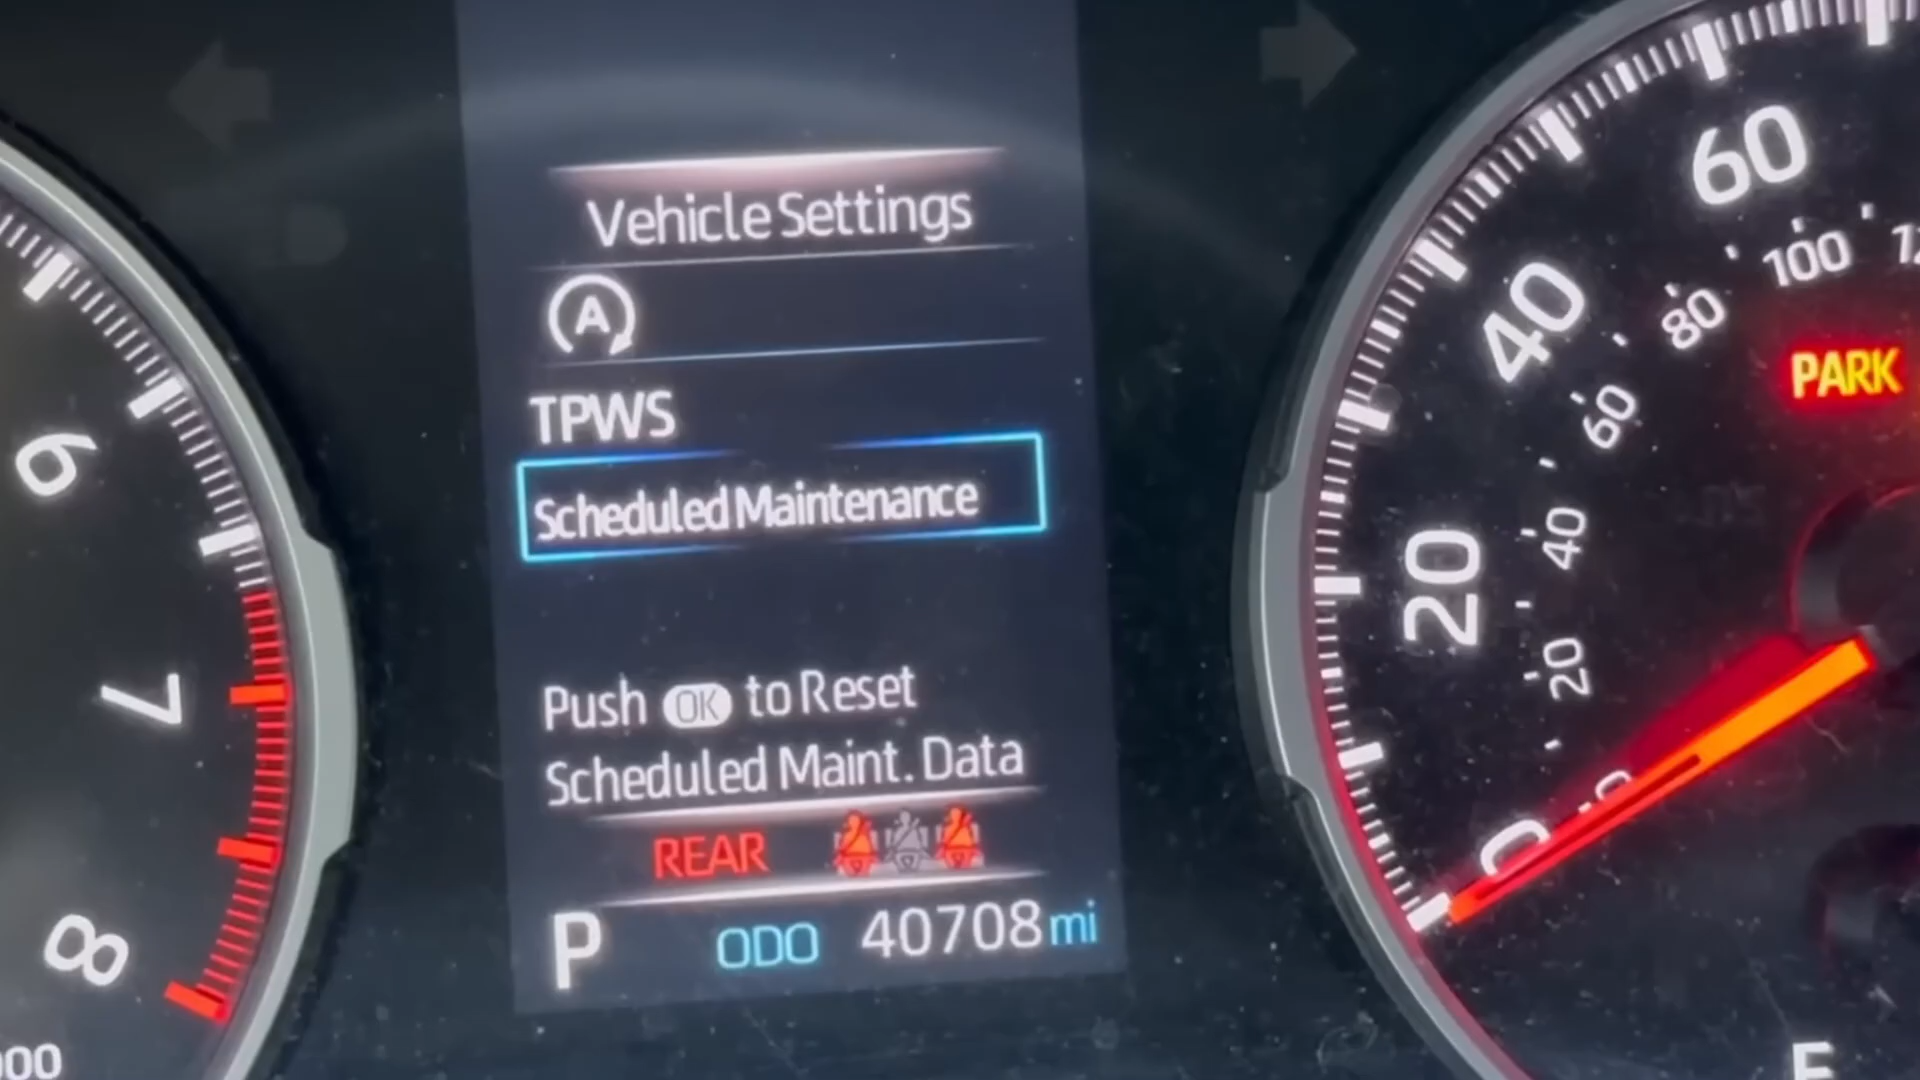 Vehicle Settings
A
TPWS
Scheduled Maintenance
Push OK to Reset
Scheduled Maint. Data
REAR
P ODO 40708 mi
6
7
8
60
40
20
0
100
80
60
40
20
PARK